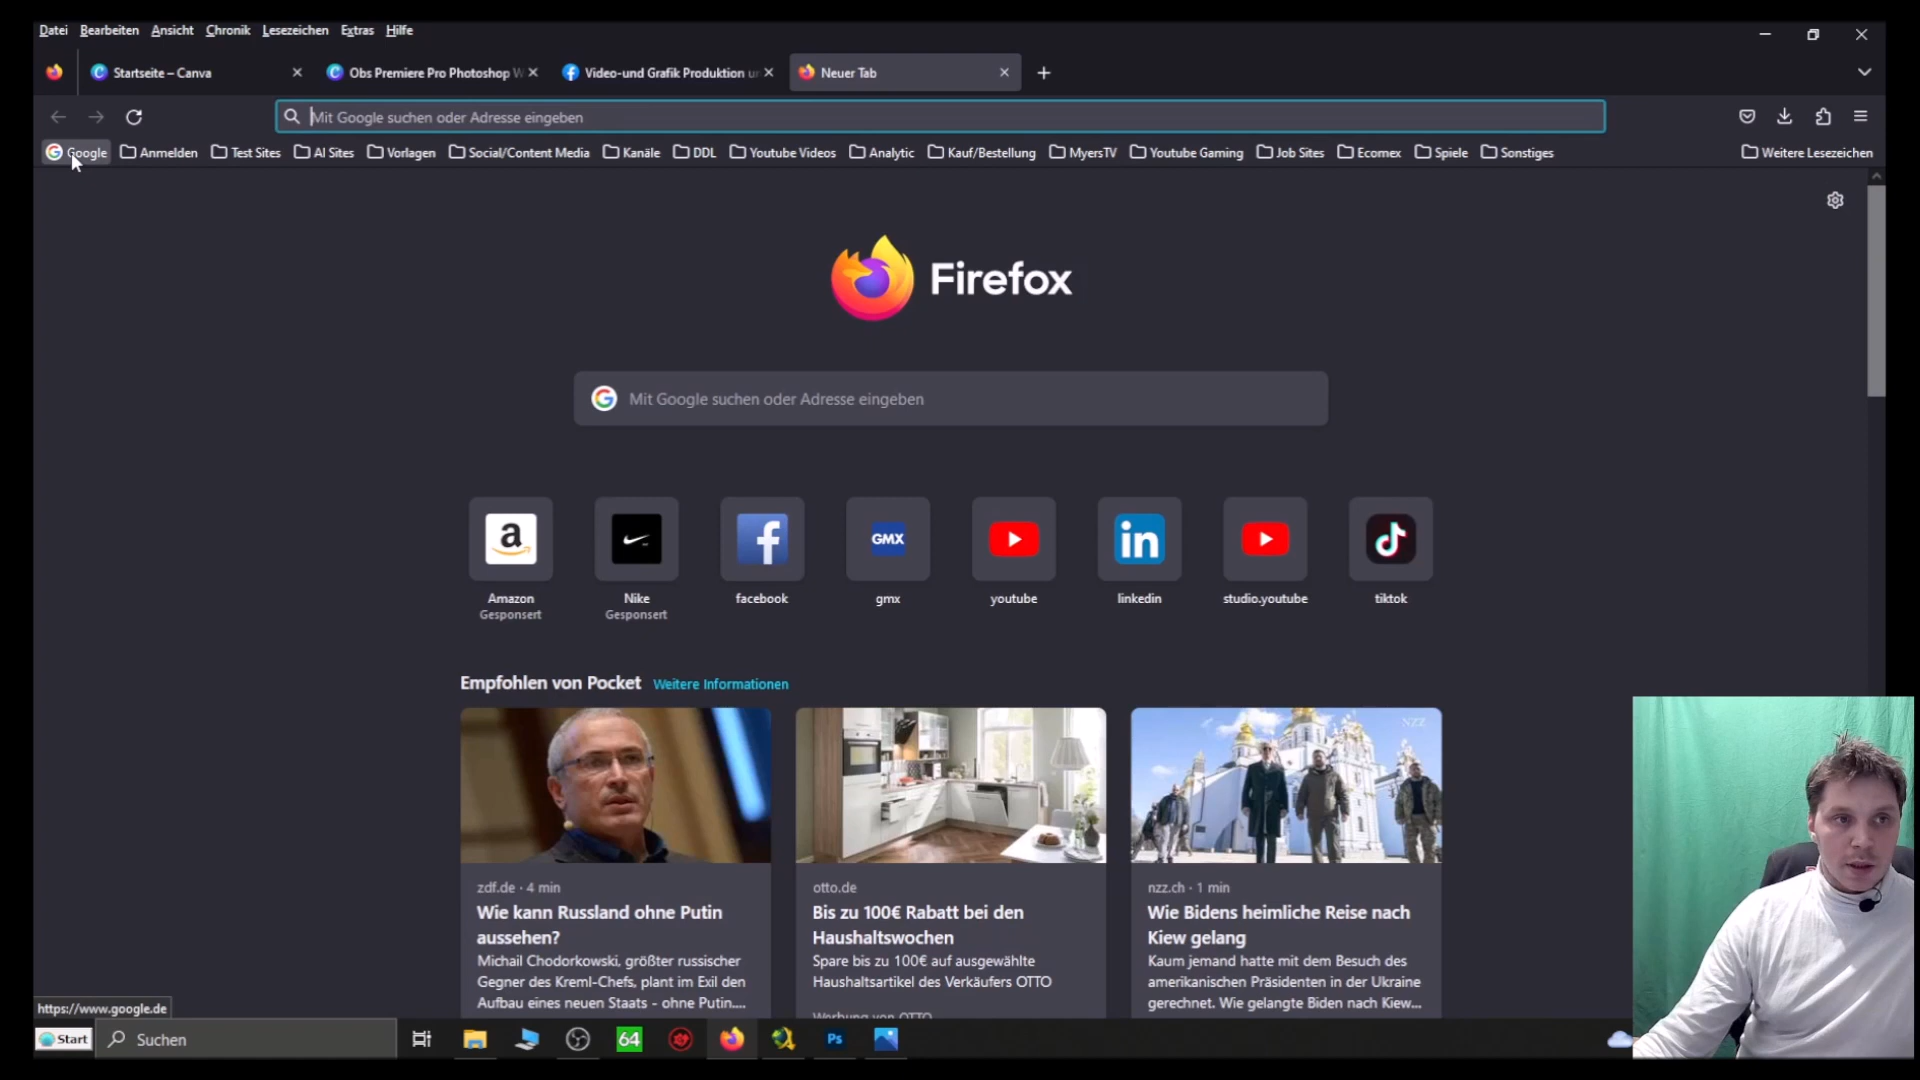 Datei Bearbeiten Ansicht Chronik Lesezeichen Extras Hilfe
Startseite – Canva
Obs Premiere Pro Photoshop W
Video-und Grafik Produktion u
Neuer Tab
Mit Google suchen oder Adresse eingeben
Google Anmelden Test Sites AI Sites Vorlagen Social/Content Media Kanäle DDL Youtube Videos Analytic Kauf/Bestellung MyersTV Youtube Gaming Job Sites Ecomex Spiele Sonstiges Weitere Lesezeichen
Firefox
Mit Google suchen oder Adresse eingeben
a
f
GMX
in
Amazon
Gesponsert
Nike
Gesponsert
facebook
gmx
youtube
linkedin
studio.youtube
tiktok
Empfohlen von Pocket Weitere Informationen
NZZ
zdf.de · 4 min
Wie kann Russland ohne Putin
aussehen?
Michail Chodorkowski, größter russischer
Gegner des Kreml-Chefs, plant im Exil den
Aufbau eines neuen Staats - ohne Putin....
otto.de
Bis zu 100€ Rabatt bei den
Haushaltswochen
Spare bis zu 100€ auf ausgewählte
Haushaltsartikel des Verkäufers OTTO
Werbung von OTTO
nzz.ch · 1 min
Wie Bidens heimliche Reise nach
Kiew gelang
Kaum jemand hatte mit dem Besuch des
amerikanischen Präsidenten in der Ukraine
gerechnet. Wie gelangte Biden nach Kiew...
https://www.google.de
Start
Suchen
64
Ps